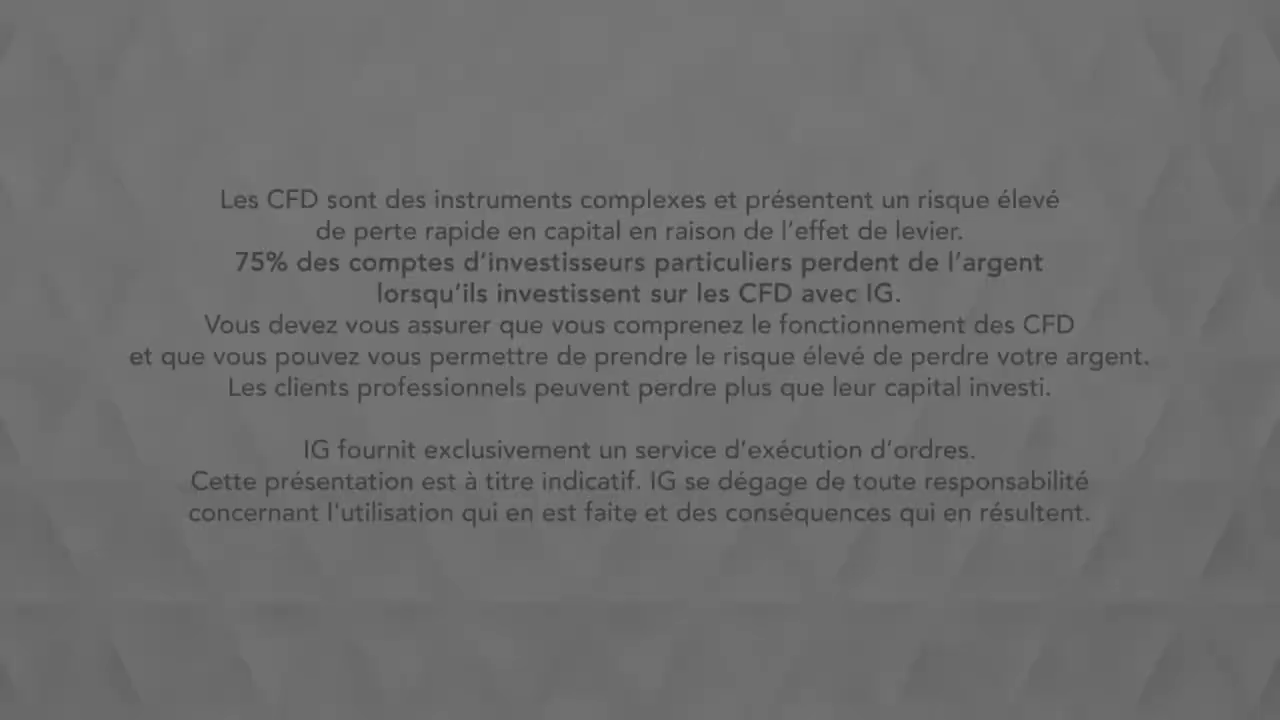 Les CFD sont des instruments complexes et présentent un risque élevé
de perte rapide en capital en raison de l’effet de levier.
75% des comptes d’investisseurs particuliers perdent de l’argent
lorsqu’ils investissent sur les CFD avec IG.
Vous devez vous assurer que vous comprenez le fonctionnement des CFD
et que vous pouvez vous permettre de prendre le risque élevé de perdre votre argent.
Les clients professionnels peuvent perdre plus que leur capital investi.
IG fournit exclusivement un service d’exécution d’ordres.
Cette présentation est à titre indicatif. IG se dégage de toute responsabilité
concernant l'utilisation qui en est faite et des conséquences qui en résultent.